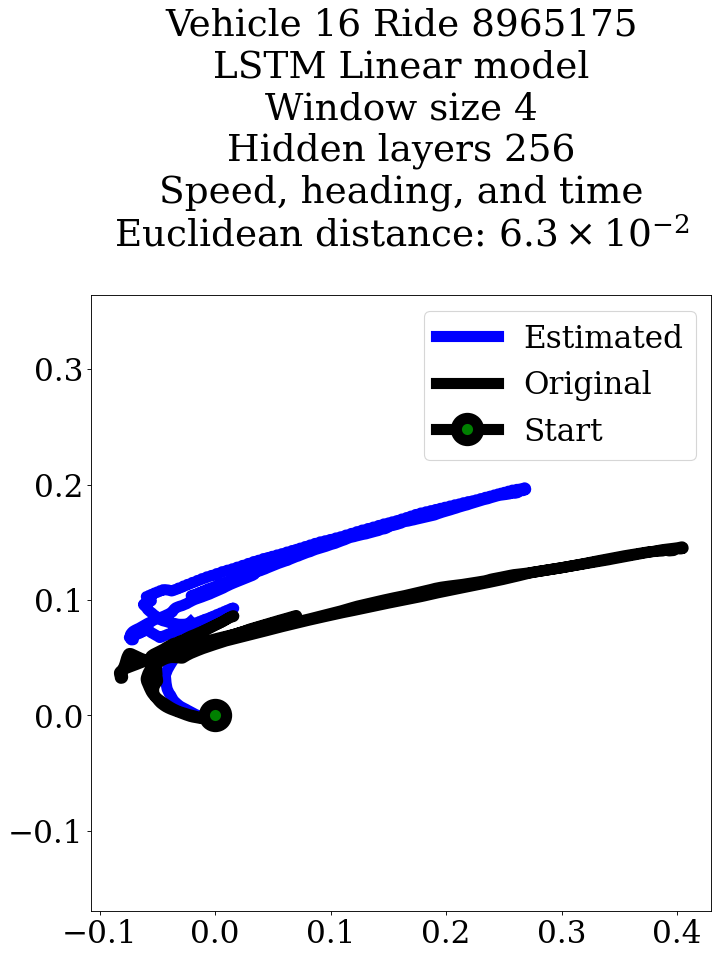 Vehicle 16 Ride 8965175
LSTM Linear model
Window size 4
Hidden layers 256
Speed, heading, and time
Euclidean distance: 6.3 × 10⁻²
Estimated
Original
Start
0.3
0.2
0.1
0.0
−0.1
−0.1 0.0 0.1 0.2 0.3 0.4